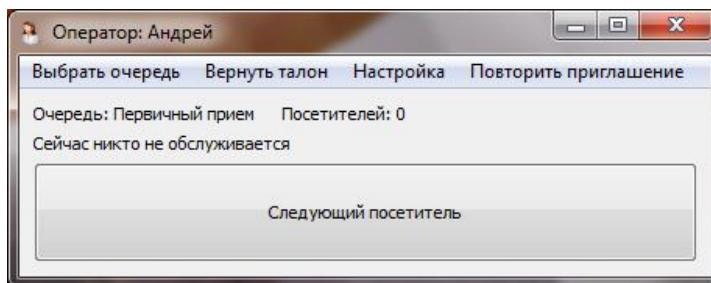 Оператор: Андрей
Выбрать очередь Вернуть талон Настройка Повторить приглашение
Очередь: Первичный прием Посетителей: 0
Сейчас никто не обслуживается
Следующий посетитель